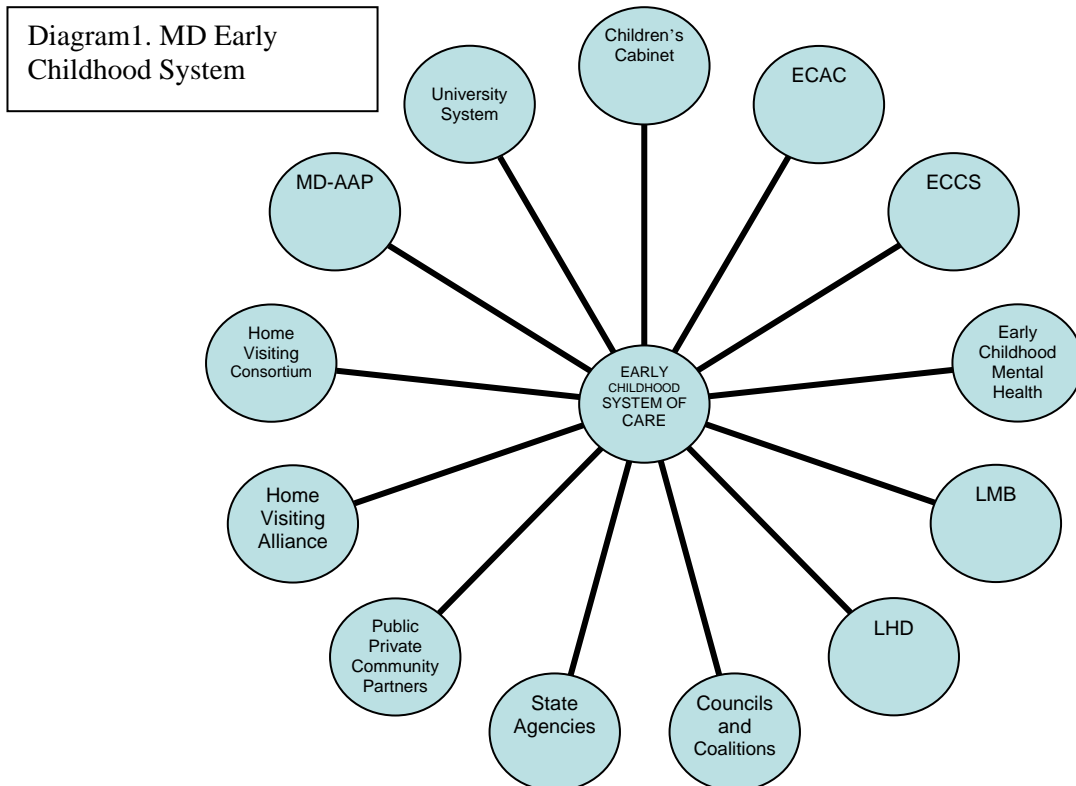 Diagram1. MD Early
Childhood System
Children's
Cabinet
ECAC
ECCS
Early
Childhood
Mental
Health
LMB
LHD
Councils
and
Coalitions
State
Agencies
Public
Private
Community
Partners
Home
Visiting
Alliance
Home
Visiting
Consortium
MD-AAP
University
System
EARLY
CHILDHOOD
SYSTEM OF
CARE